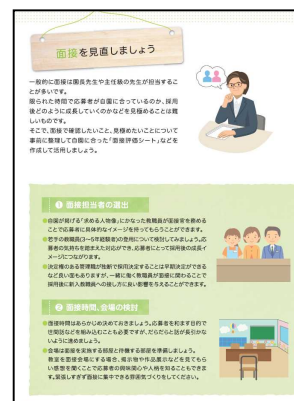 面接を見直しましょう
一般的に面接は園長先生や主任級の先生が担当するこ
とが多いです。
限られた時間で応募者が園に合っているのか、採用
後どのように成長していくのかなどを見極めることは難
しいものです。
そこで、面接で確認したいこと、見極めたいことについて
事前に整理して自園に合った「面接評価シート」などを
作成して活用しましょう。
❶ 面接担当者の選出
●自園が掲げる「求める人物像」にかなった教職員が面接官を務める
ことで応募者に具体的なイメージを持ってもらうことができます。
●若手の教職員(3～5年経験者)の登用について検討してみましょう。応
募者の気持ちを踏まえた対応ができ、応募者にとって採用後の成長イ
メージにつながります。
●決定権のある管理職が独断で採用決定することは早期決定ができる
など良い面もありますが、一緒に働く教職員が面接に関わることで
採用後に新人教職員への接し方に良い影響を与えることができます。
❷ 面接時間、会場の検討
●面接時間はあらかじめ決めておきましょう。応募者を和ます目的で
世間話などを組み込むことも必要ですが、だらだらと話が長引かな
いように進めましょう。
●会場は面接を実施する部屋と待機する部屋を準備しましょう。
教室を面接会場にする場合、掲示物や作品展示などを見てもら
い感想を聞くことで応募者の興味関心や人柄を知ることもできま
す。緊張しすぎず面接に集中できる雰囲気づくりをしてください。